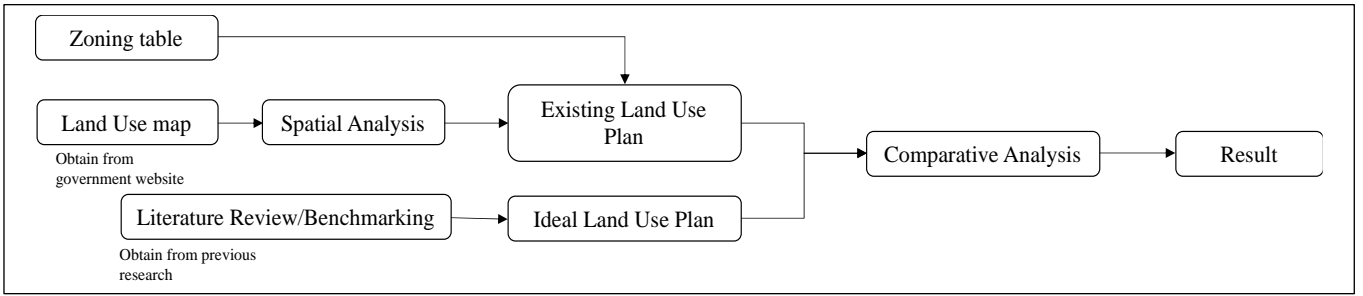 Zoning table
Land Use map
Spatial Analysis
Existing Land Use
Plan
Comparative Analysis
Result
Obtain from
government website
Literature Review/Benchmarking
Ideal Land Use Plan
Obtain from previous
research